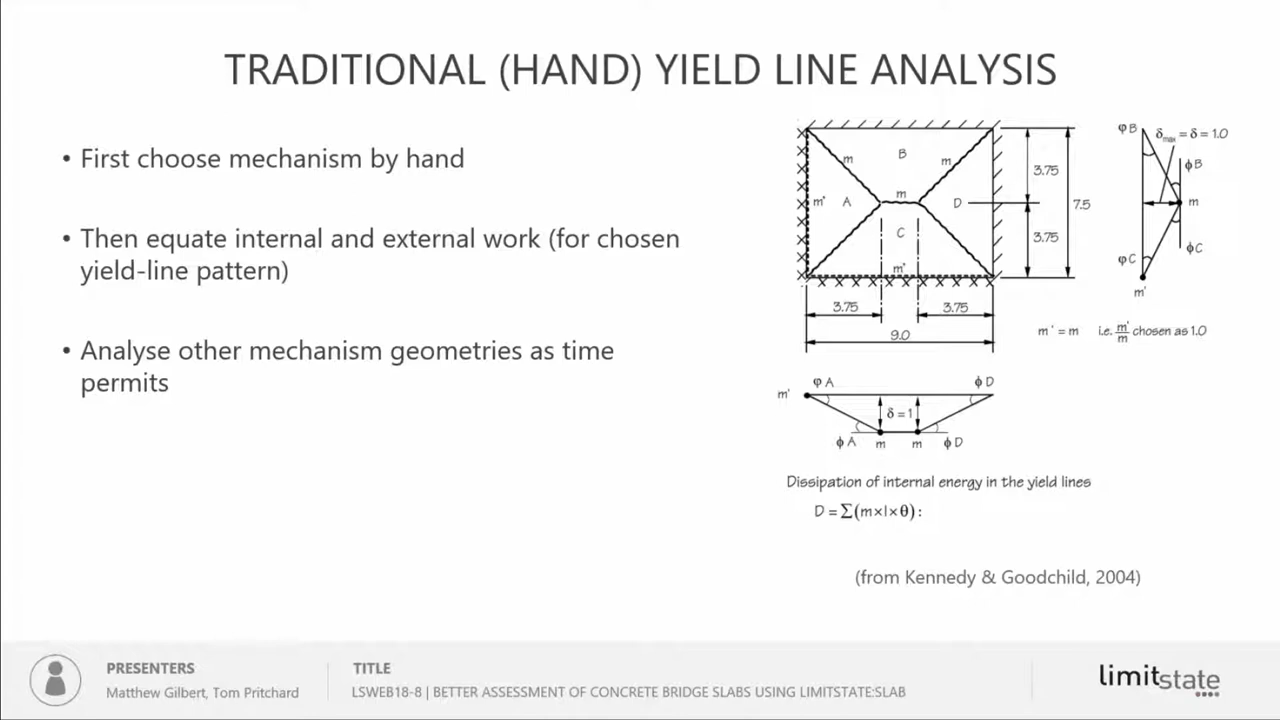 TRADITIONAL (HAND) YIELD LINE ANALYSIS
• First choose mechanism by hand
• Then equate internal and external work (for chosen
yield-line pattern)
• Analyse other mechanism geometries as time
permits
m
B
m
m
m'
A
D
C
m'
3.75
3.75
7.5
3.75
3.75
9.0
φB
δmax = δ = 1.0
ϕB
m
φC
ϕC
m'
m' = m i.e. m'/m chosen as 1.0
φA
ϕD
m'
δ = 1
ϕA
m
m
ϕD
Dissipation of internal energy in the yield lines
D = Σ(m×l×θ):
(from Kennedy & Goodchild, 2004)
PRESENTERS
Matthew Gilbert, Tom Pritchard
TITLE
LSWEB18-8 | BETTER ASSESSMENT OF CONCRETE BRIDGE SLABS USING LIMITSTATE:SLAB
limitstate